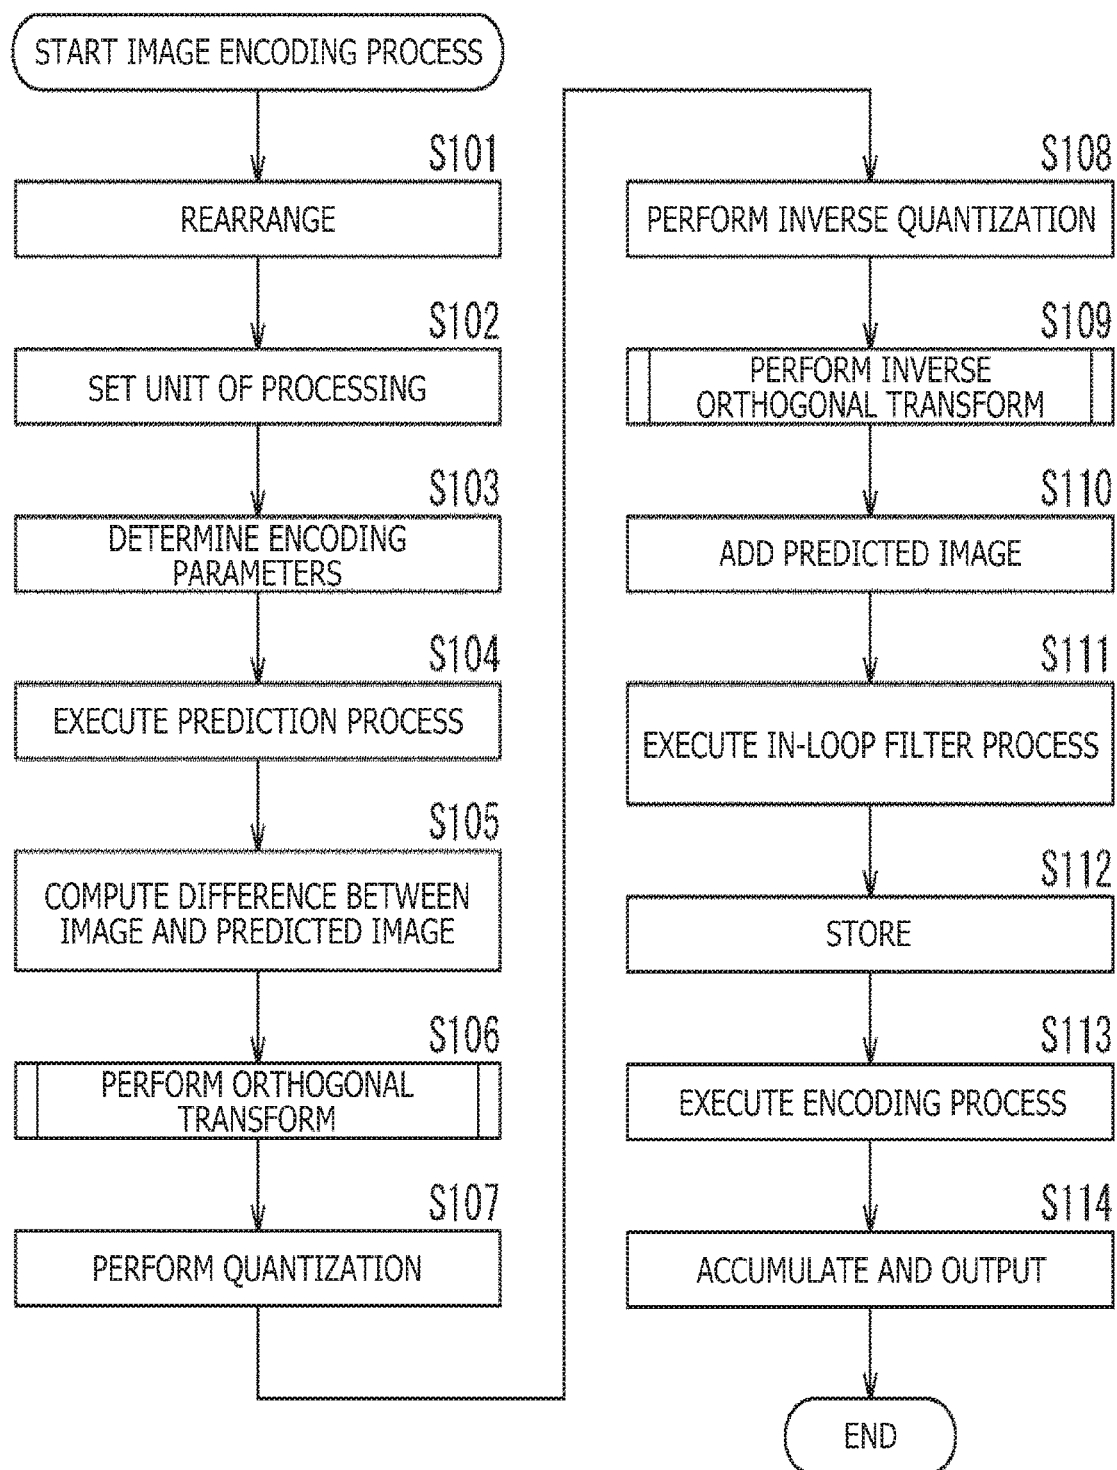 START IMAGE ENCODING PROCESS
S101
REARRANGE
S102
SET UNIT OF PROCESSING
S103
DETERMINE ENCODING
PARAMETERS
S104
EXECUTE PREDICTION PROCESS
S105
COMPUTE DIFFERENCE BETWEEN
IMAGE AND PREDICTED IMAGE
S106
PERFORM ORTHOGONAL
TRANSFORM
S107
PERFORM QUANTIZATION
S108
PERFORM INVERSE QUANTIZATION
S109
PERFORM INVERSE
ORTHOGONAL TRANSFORM
S110
ADD PREDICTED IMAGE
S111
EXECUTE IN-LOOP FILTER PROCESS
S112
STORE
S113
EXECUTE ENCODING PROCESS
S114
ACCUMULATE AND OUTPUT
END